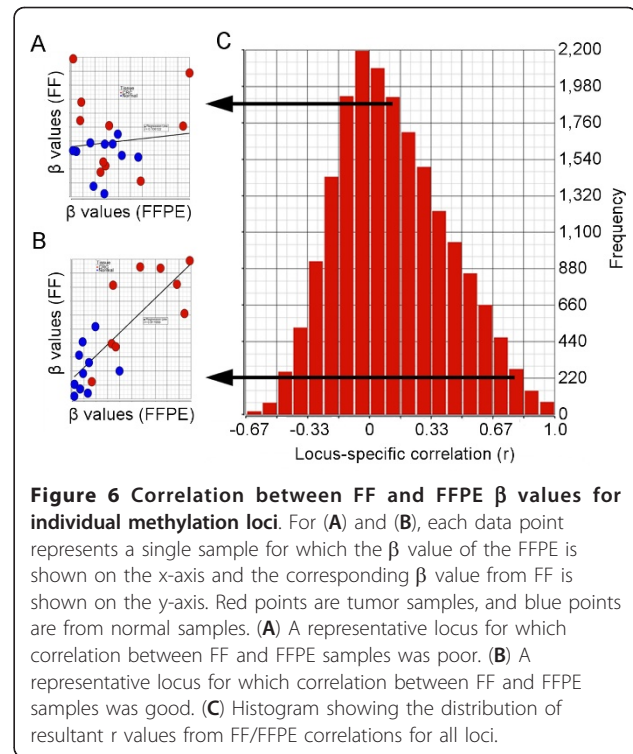 A
β values (FF)
Tissue
Normal
β values (FFPE)
B
β values (FF)
Tissue
Normal
β values (FFPE)
C
2,200
1,980
1,760
1,540
1,320
1,100
880
660
440
220
0
Frequency
-0.67
-0.33
0
0.33
0.67
1.0
Locus-specific correlation (r)
Figure 6 Correlation between FF and FFPE β values for
individual methylation loci. For (A) and (B), each data point
represents a single sample for which the β value of the FFPE is
shown on the x-axis and the corresponding β value from FF is
shown on the y-axis. Red points are tumor samples, and blue points
are from normal samples. (A) A representative locus for which
correlation between FF and FFPE samples was poor. (B) A
representative locus for which correlation between FF and FFPE
samples was good. (C) Histogram showing the distribution of
resultant r values from FF/FFPE correlations for all loci.